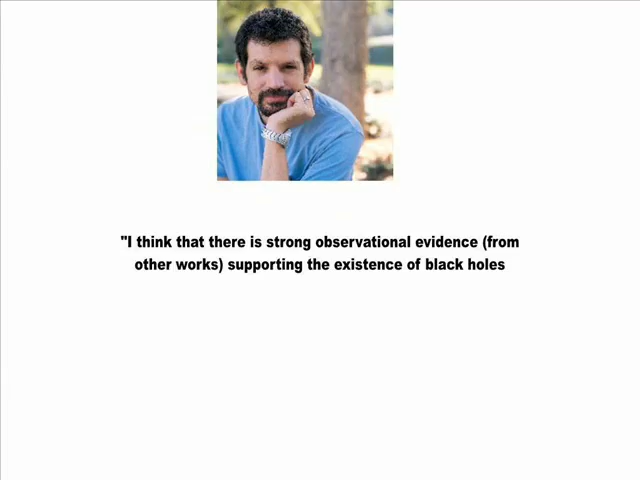 "I think that there is strong observational evidence (from
other works) supporting the existence of black holes